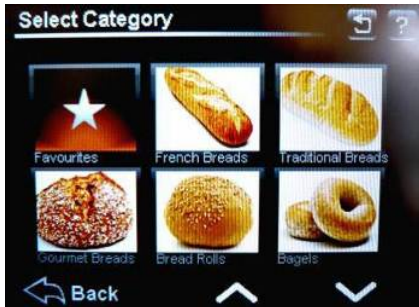 Select Category
?
Favourites
French Breads
Traditional Breads
Gourmet Breads
Bread Rolls
Bagels
Back